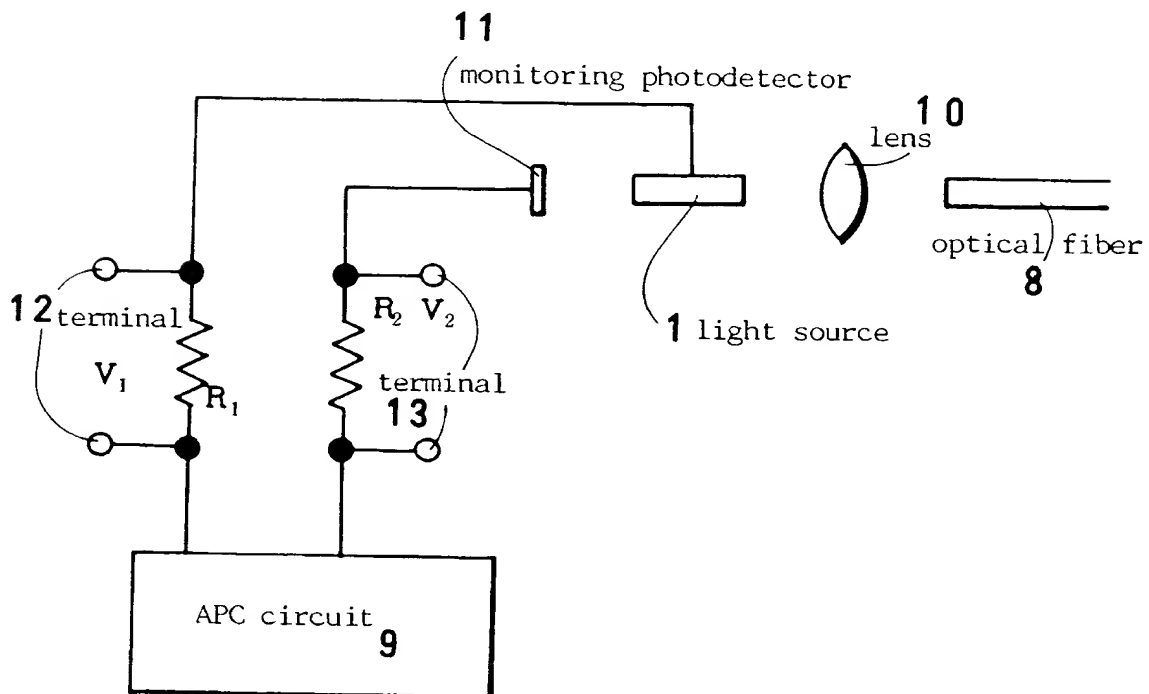 11
monitoring photodetector
10
lens
optical fiber
8
12 terminal
R₂ V₂
1 light source
V₁
R₁
terminal
13
APC circuit 9